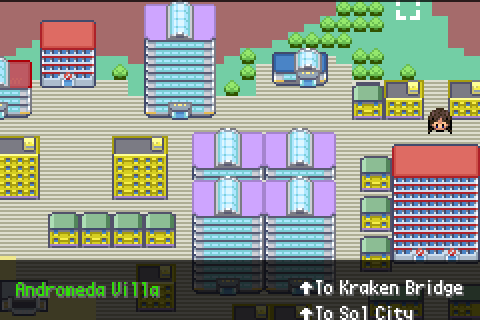 Andromeda Villa
↑To Kraken Bridge
↑To Sol City